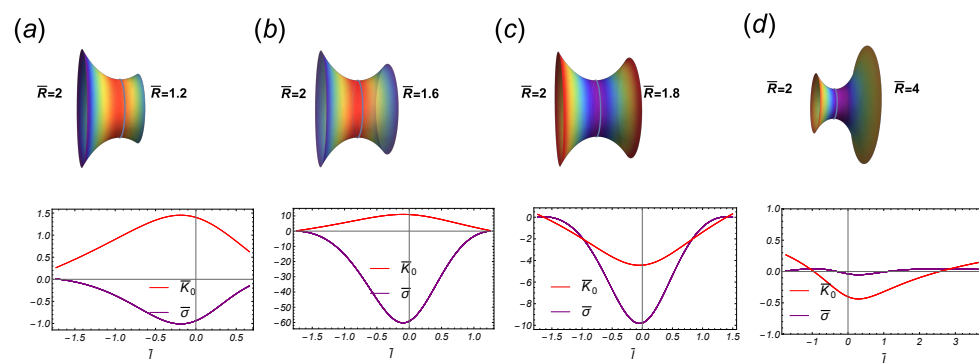 (a)
R̅=2
R̅=1.2
1.5
1.0
0.5
0.0
−0.5
−1.0
−1.5
−1.0
−0.5
0.0
0.5
K̅₀
σ̅
l̅
(b)
R̅=2
R̅=1.6
10
0
−10
−20
−30
−40
−50
−60
−1.5
−1.0
−0.5
0.0
0.5
1.0
K̅₀
σ̅
l̅
(c)
R̅=2
R̅=1.8
0
−2
−4
−6
−8
−10
−1.5
−1.0
−0.5
0.0
0.5
1.0
1.5
K̅₀
σ̅
l̅
(d)
R̅=2
R̅=4
1.0
0.5
0.0
−0.5
−1.0
−1
0
1
2
3
K̅₀
σ̅
l̅